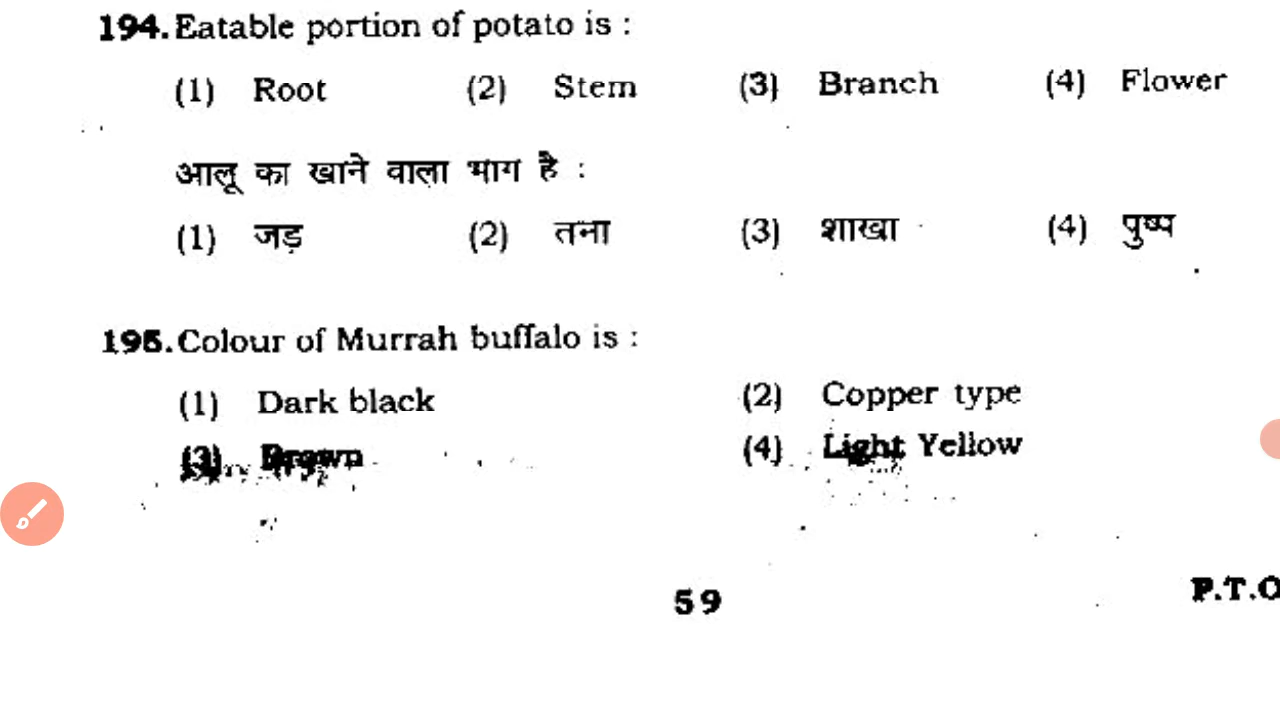 194. Eatable portion of potato is :
(1) Root (2) Stem (3) Branch (4) Flower
आलू का खाने वाला भाग है :
(1) जड़ (2) तना (3) शाखा (4) पुष्प
195. Colour of Murrah buffalo is :
(1) Dark black (2) Copper type
(3) Brown (4) Light Yellow
59
P.T.O